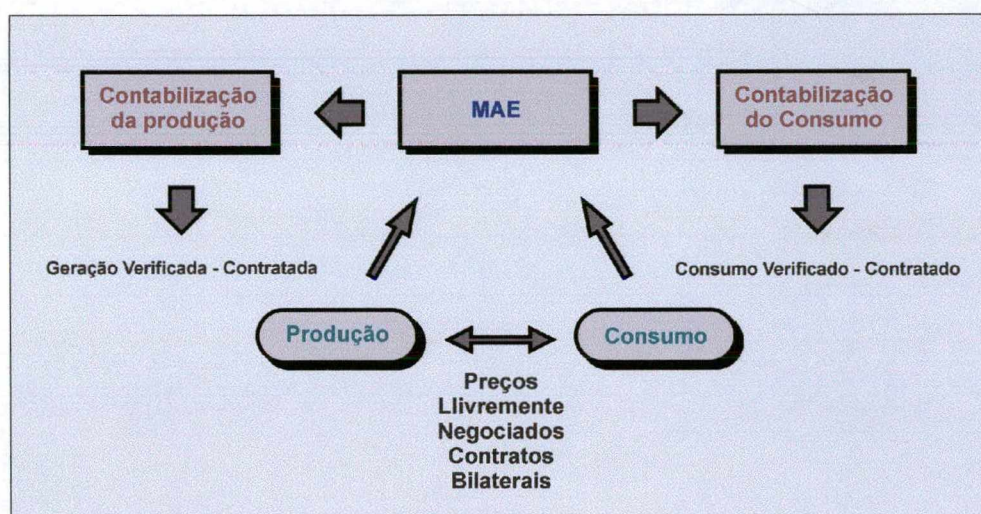 Contabilização
da produção
MAE
Contabilização
do Consumo
Geração Verificada - Contratada
Consumo Verificado - Contratado
Produção
Consumo
Preços
Llivremente
Negociados
Contratos
Bilaterais